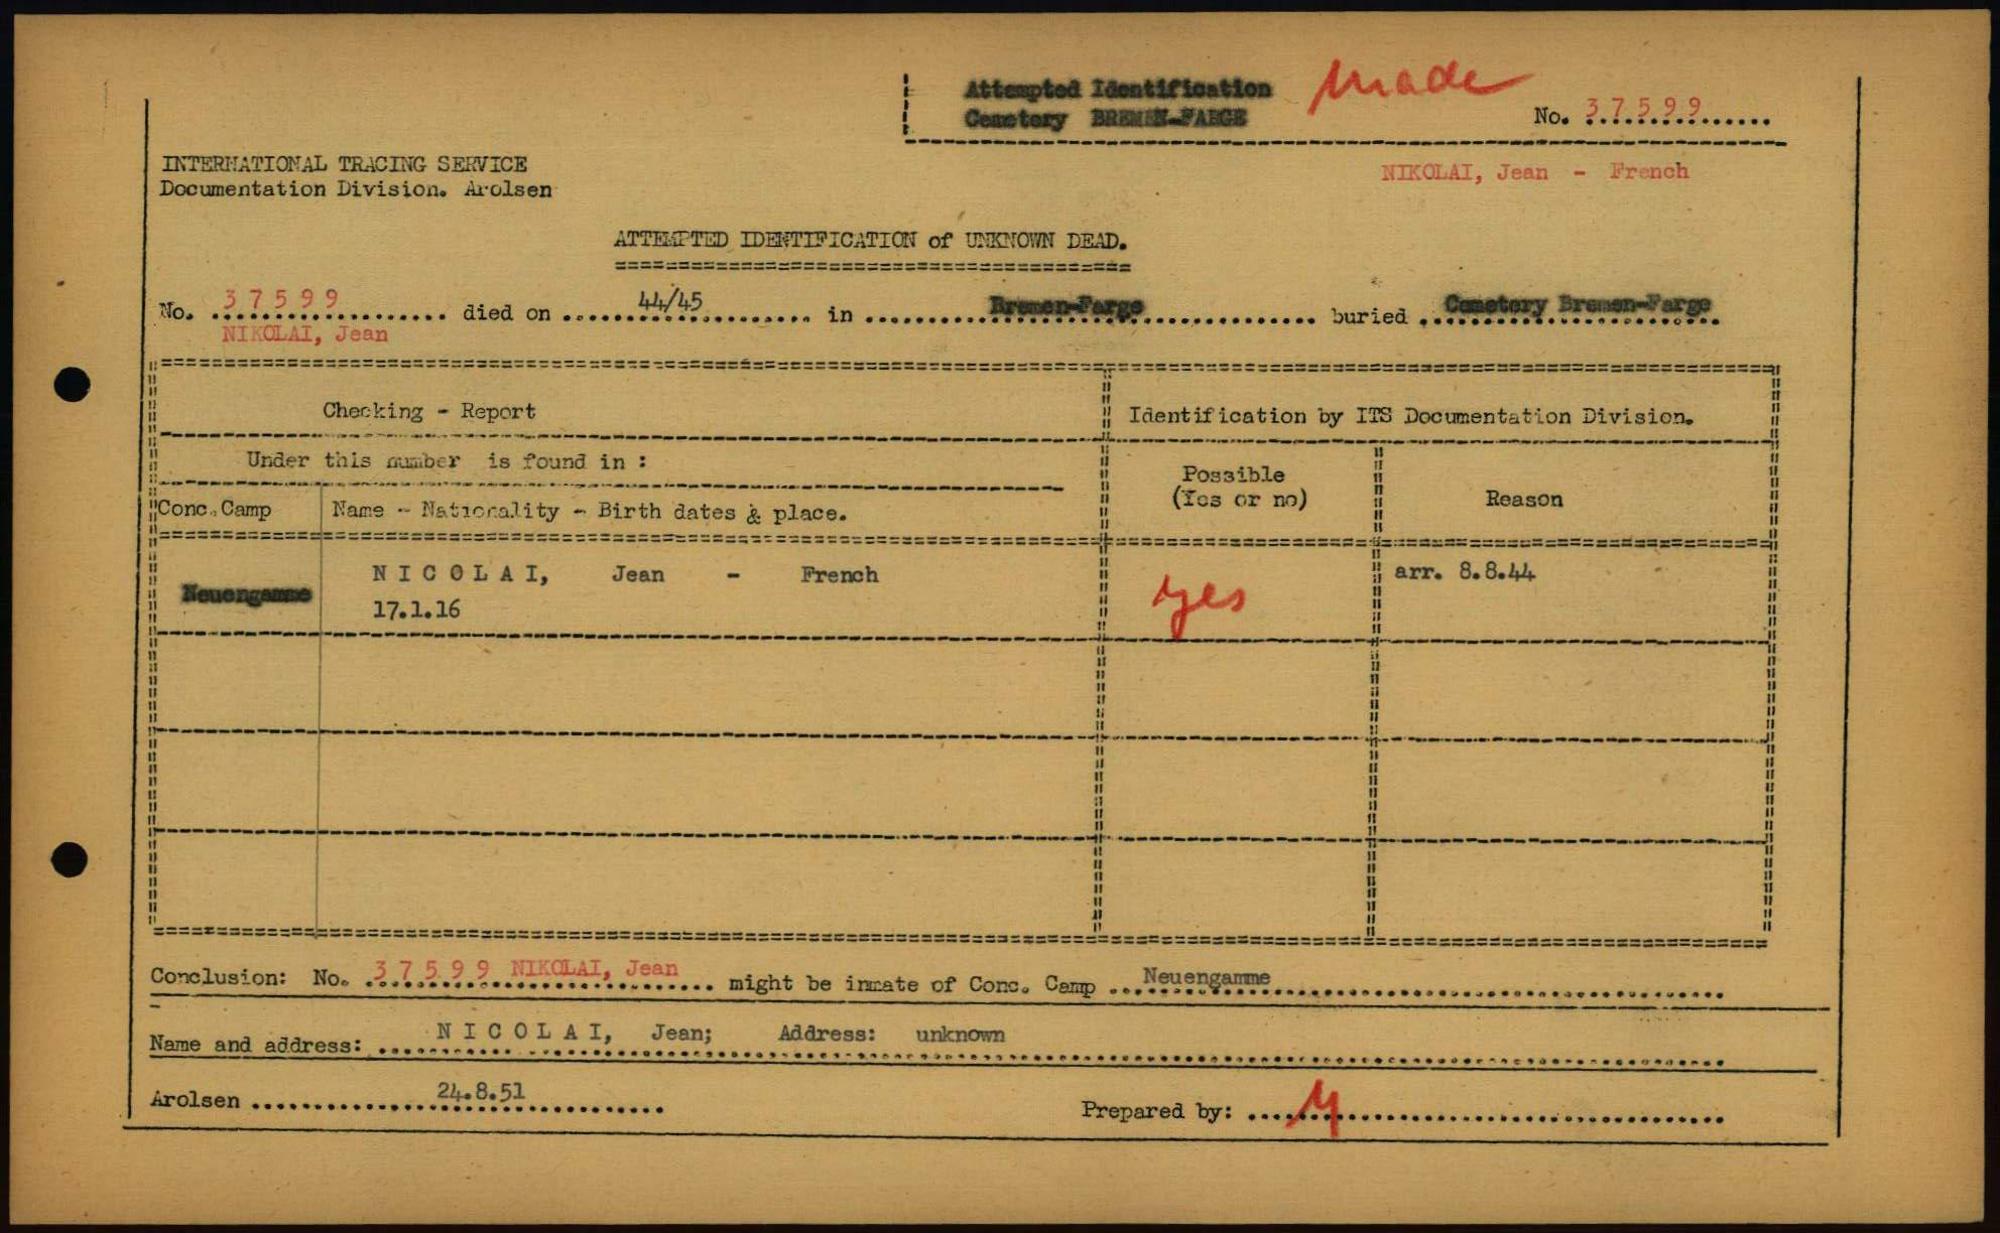 Attempted Identification made
Cemetery BREMEN-FARGE
No. 37599
NIKOLAI, Jean - French
INTERNATIONAL TRACING SERVICE
Documentation Division. Arolsen
ATTEMPTED IDENTIFICATION of UNKNOWN DEAD.
No. 37599 died on 44/45 in Bremen-Farge buried Cemetery Bremen-Farge
NIKOLAI, Jean
Checking - Report
Identification by ITS Documentation Division.
Under this number is found in :
Possible
(Yes or no)
Reason
Conc. Camp
Name - Nationality - Birth dates & place.
Neuengamme
N I C O L A I, Jean - French
17.1.16
yes
arr. 8.8.44
Conclusion: No. 37599 NIKOLAI, Jean might be inmate of Conc. Camp Neuengamme
Name and address: N I C O L A I, Jean; Address: unknown
Arolsen 24.8.51
Prepared by: